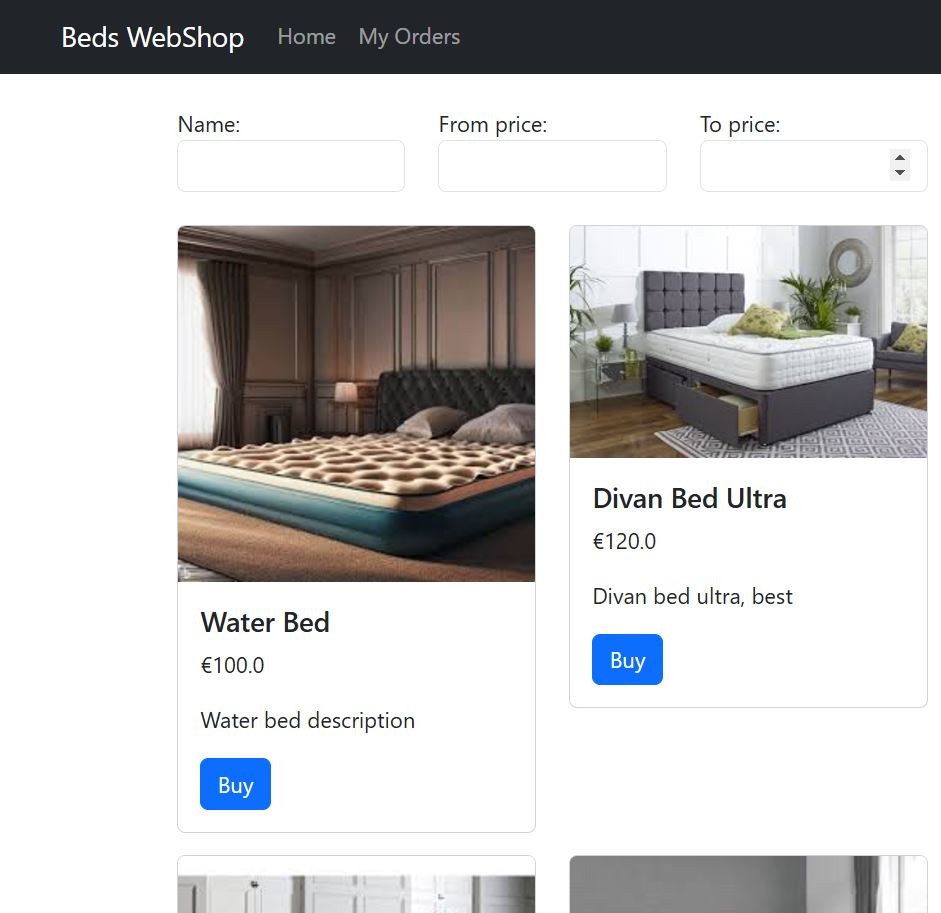 Beds WebShop Home My Orders
Name: From price: To price:
Water Bed
€100.0
Water bed description
Buy
Divan Bed Ultra
€120.0
Divan bed ultra, best
Buy